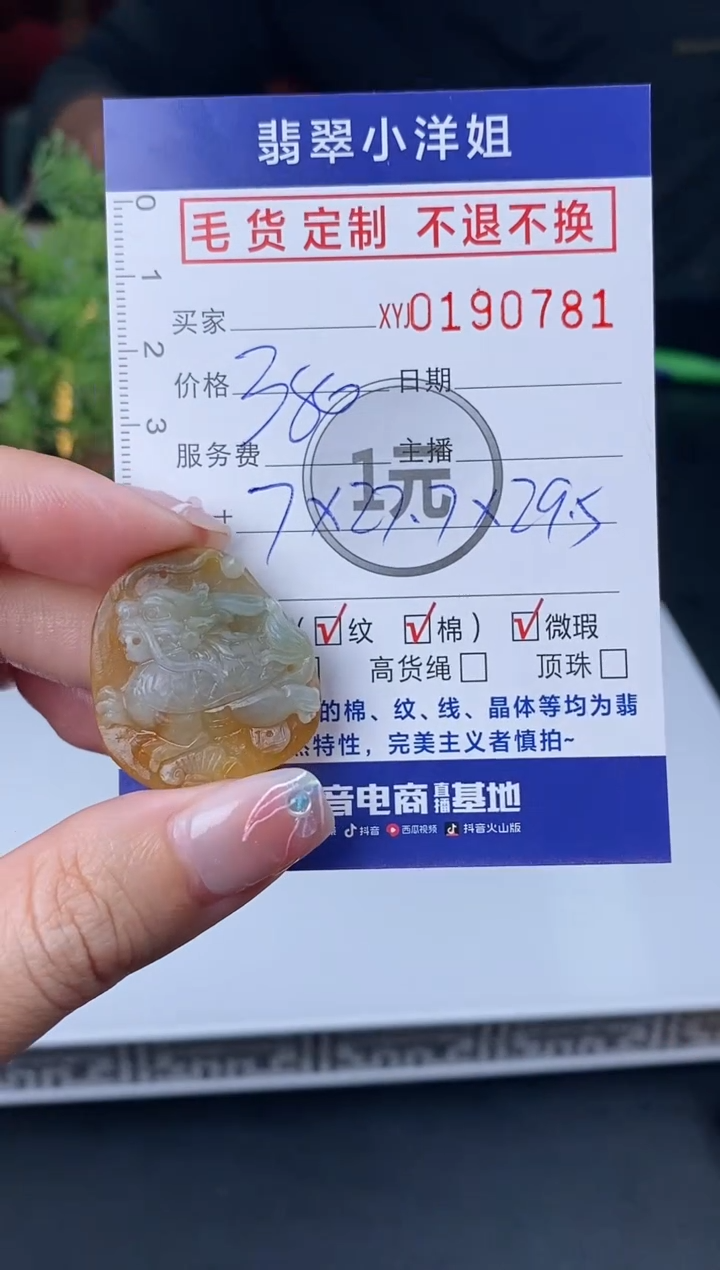 翡翠小洋姐
毛货定制 不退不换
0
1
2
3
买家 XYJ0190781
价格 380 日期
服务费 主播
1元
7×27.7×29.5
(☑纹 ☑棉) ☑微瑕
高货绳☐ 顶珠☐
的棉、纹、线、晶体等均为翡
特性，完美主义者慎拍~
音电商直播基地
抖音 西瓜视频 抖音火山版